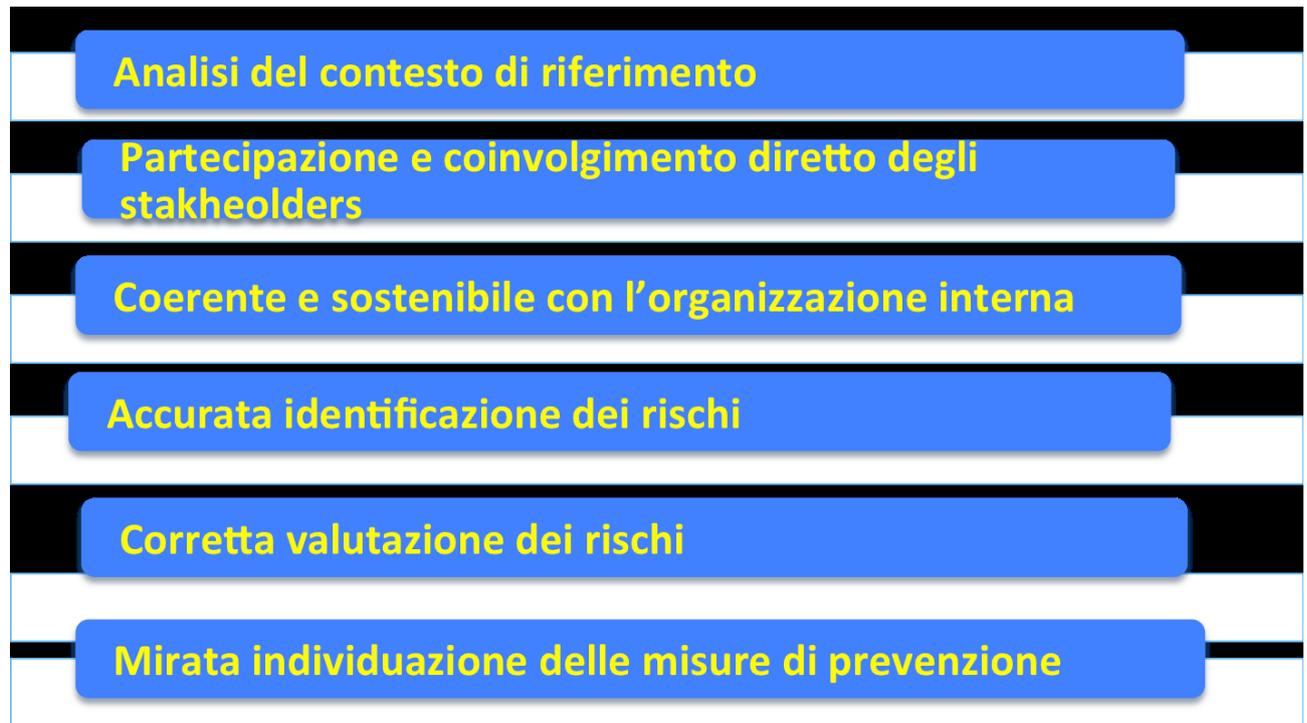 Analisi del contesto di riferimento
Partecipazione e coinvolgimento diretto degli
stakheolders
Coerente e sostenibile con l’organizzazione interna
Accurata identificazione dei rischi
Corretta valutazione dei rischi
Mirata individuazione delle misure di prevenzione